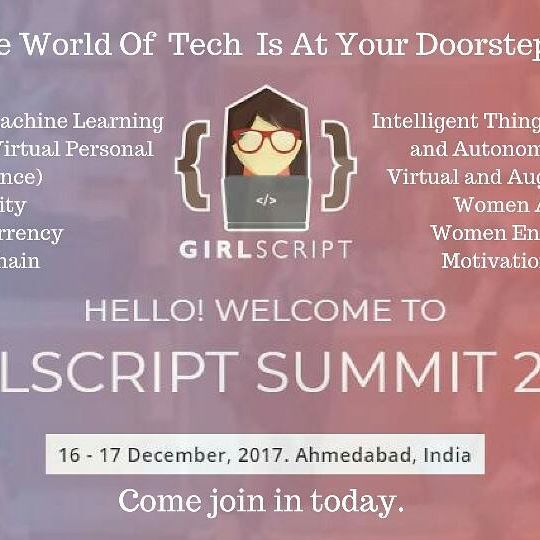 e World Of Tech Is At Your Doorstep
achine Learning
Virtual Personal
nce)
ity
rrency
hain
Intelligent Thing
and Autonom
Virtual and Aug
Women A
Women En
Motivation
</>
GIRLSCRIPT
HELLO! WELCOME TO
LSCRIPT SUMMIT 2
16 - 17 December, 2017. Ahmedabad, India
Come join in today.